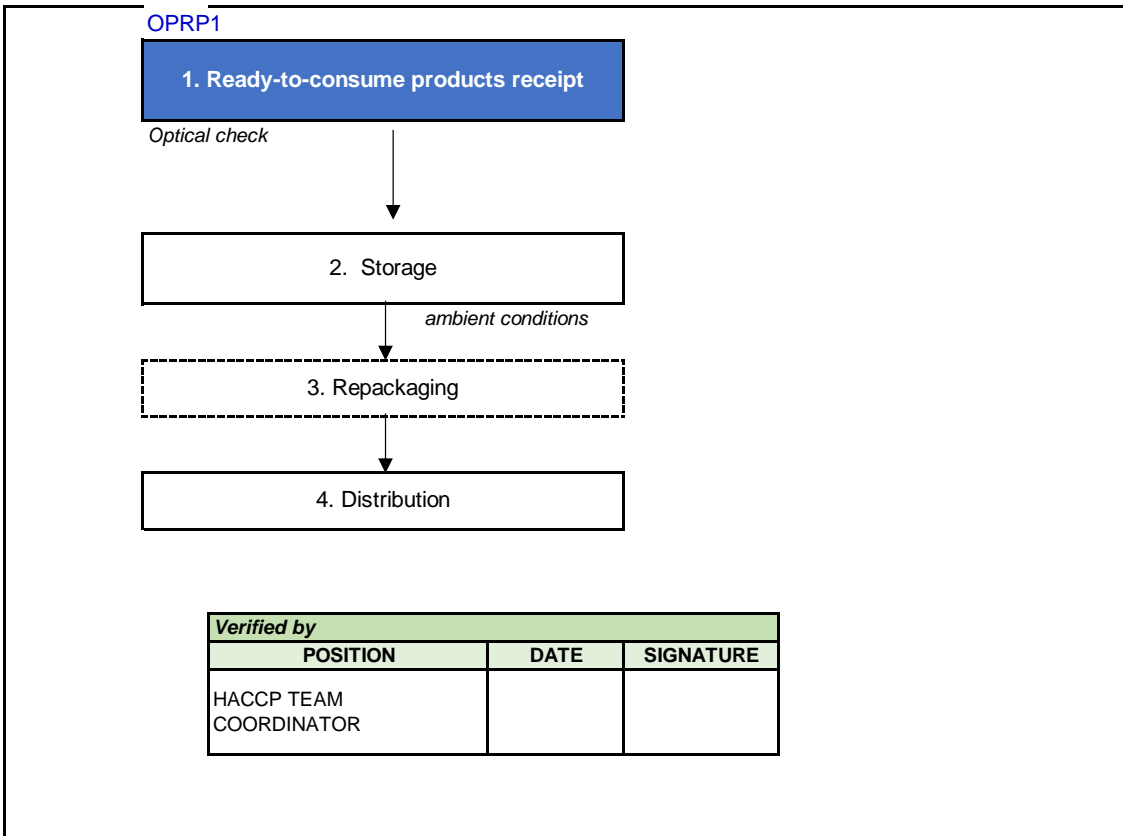 OPRP1
1. Ready-to-consume products receipt
Optical check
2. Storage
ambient conditions
3. Repackaging
4. Distribution
Verified by
POSITION DATE SIGNATURE
HACCP TEAM
COORDINATOR